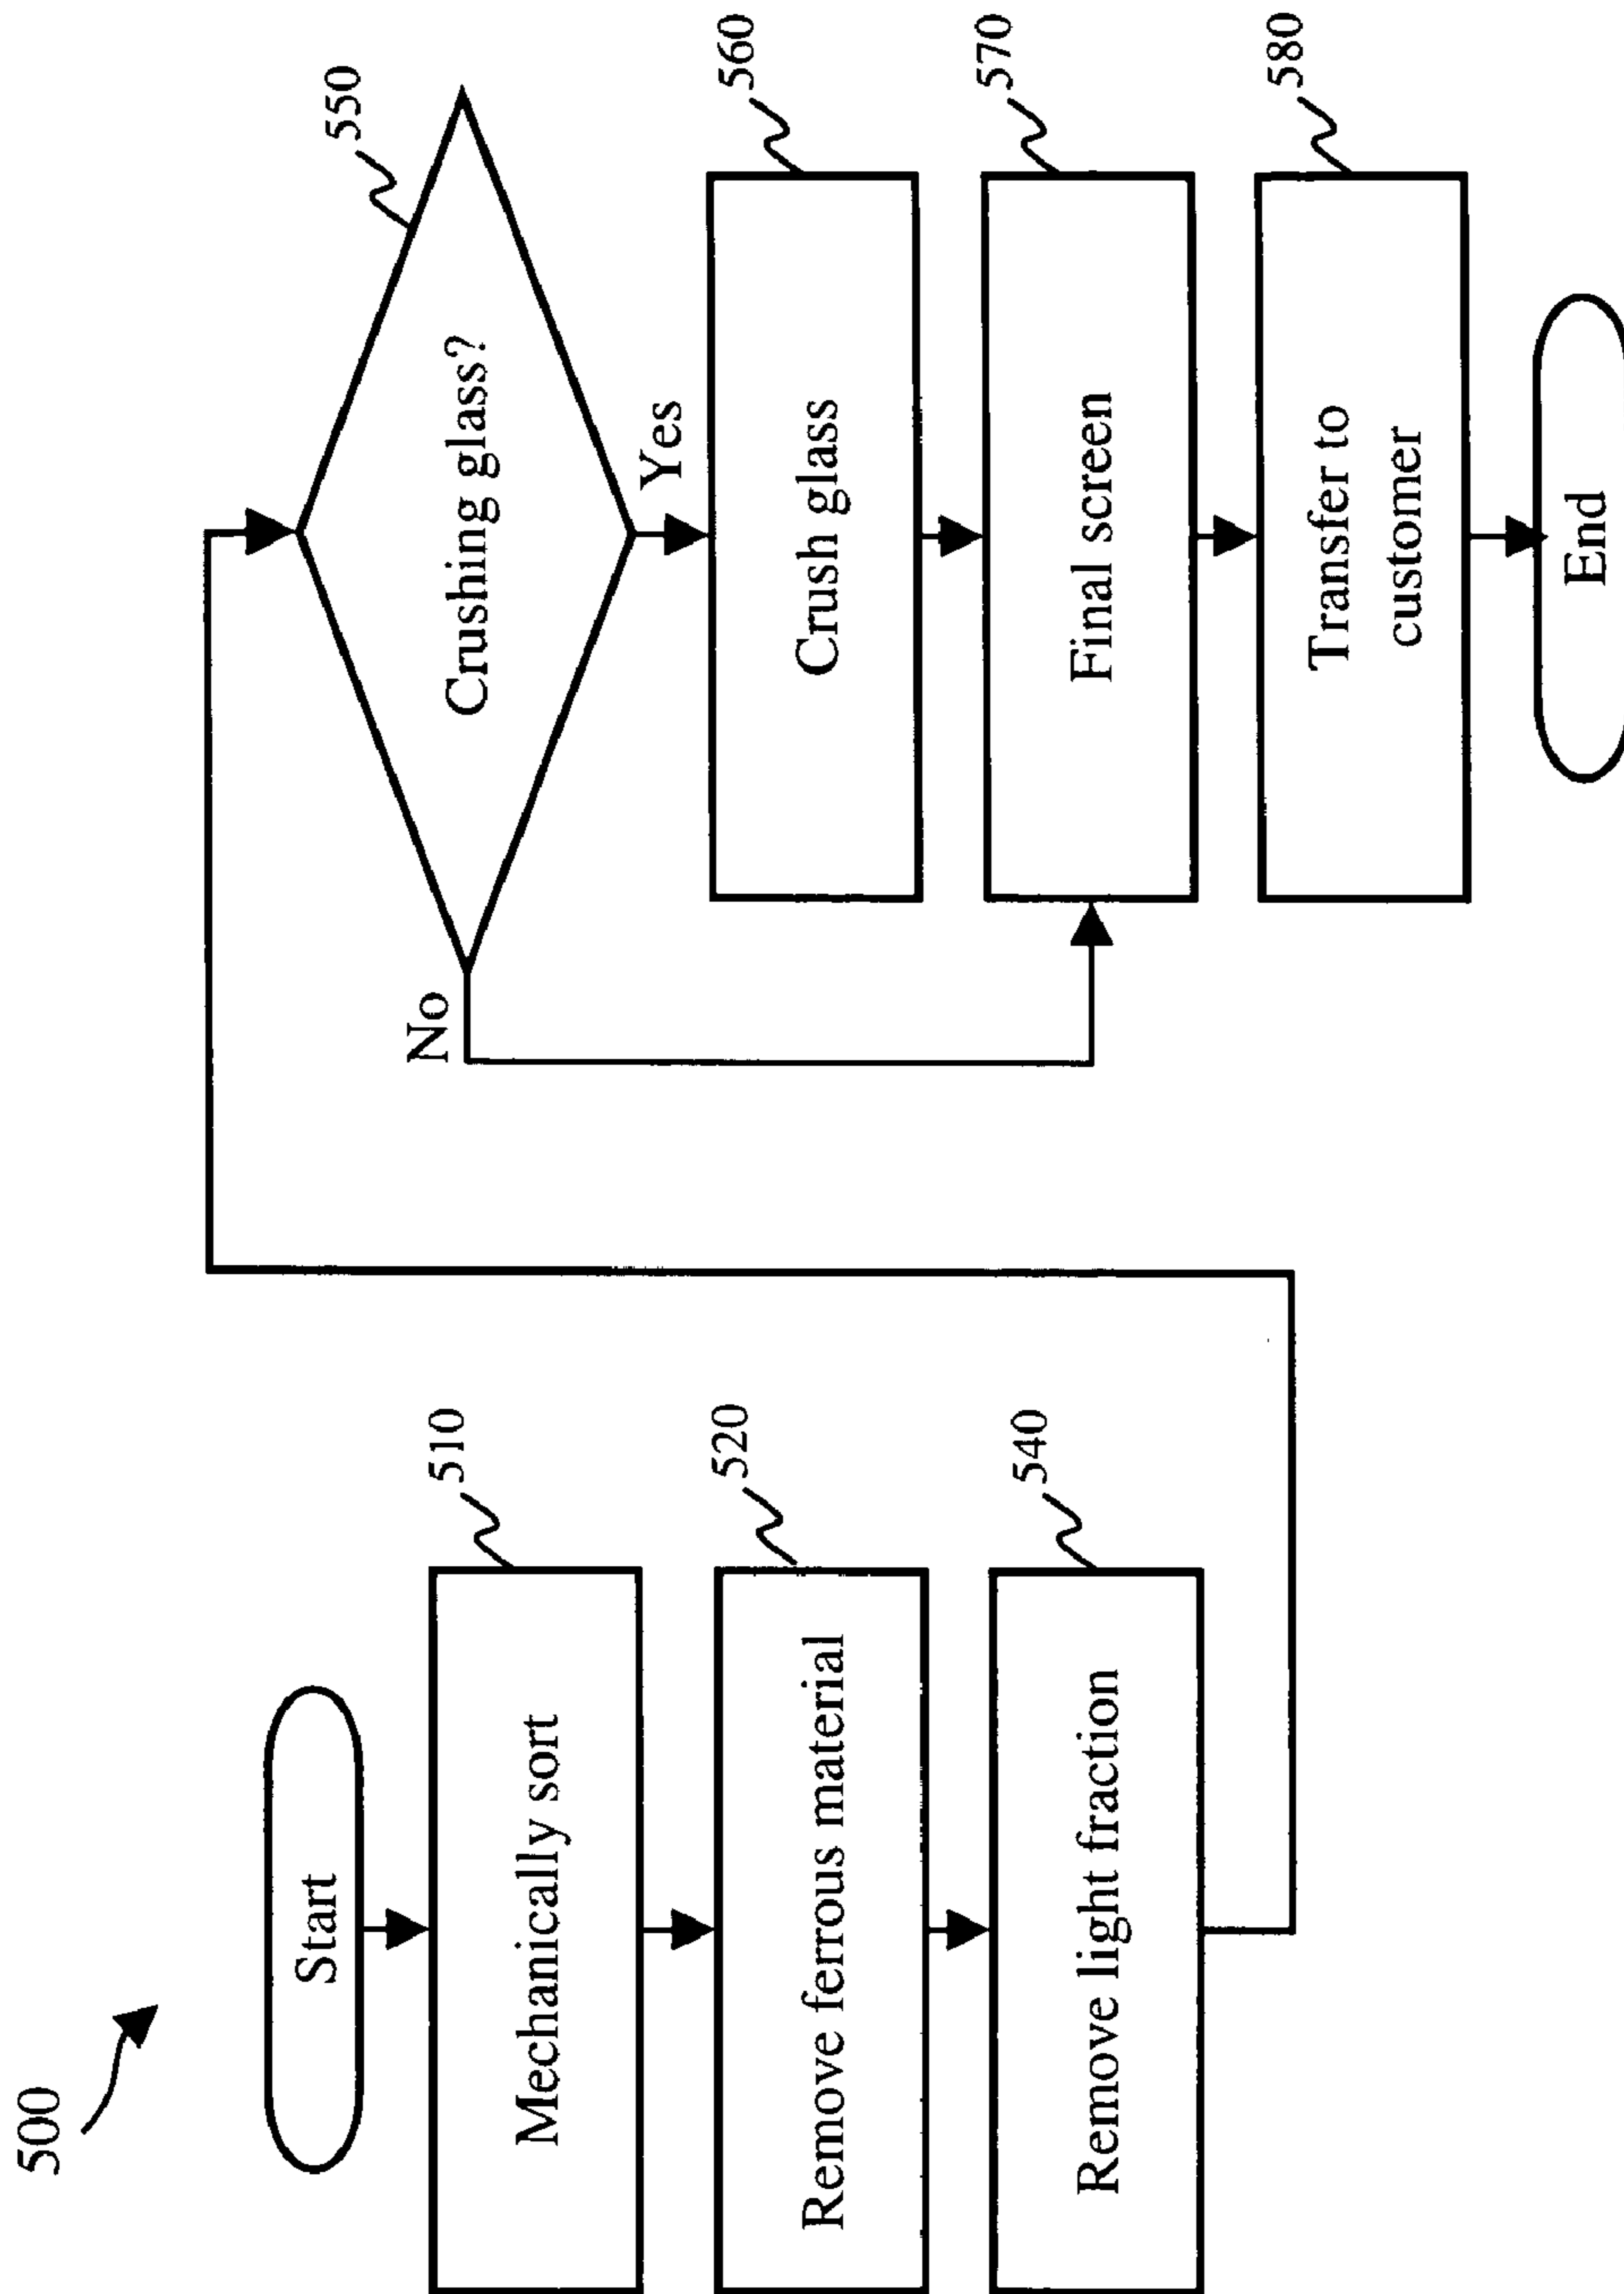 500
Start
Mechanically sort
510
Remove ferrous material
520
Remove light fraction
540
Crushing glass?
550
No
Yes
Crush glass
560
Final screen
570
Transfer to
customer
580
End